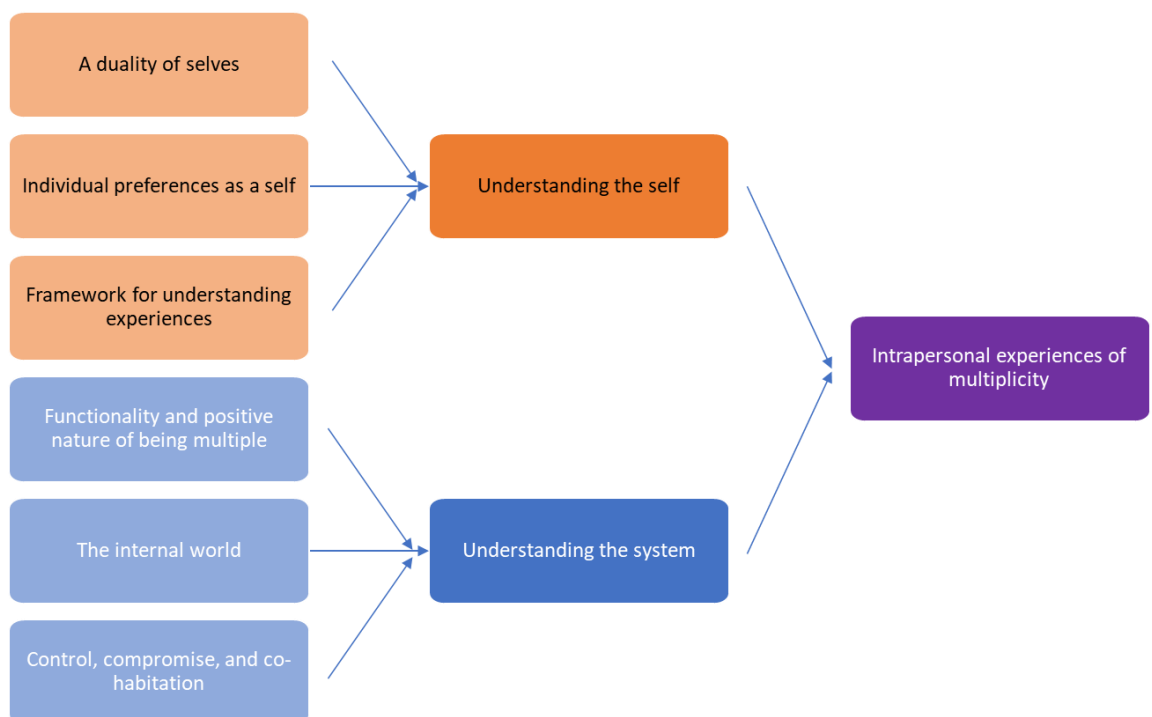 A duality of selves
Individual preferences as a self
Framework for understanding
experiences
Functionality and positive
nature of being multiple
The internal world
Control, compromise, and co-
habitation
Understanding the self
Understanding the system
Intrapersonal experiences of
multiplicity